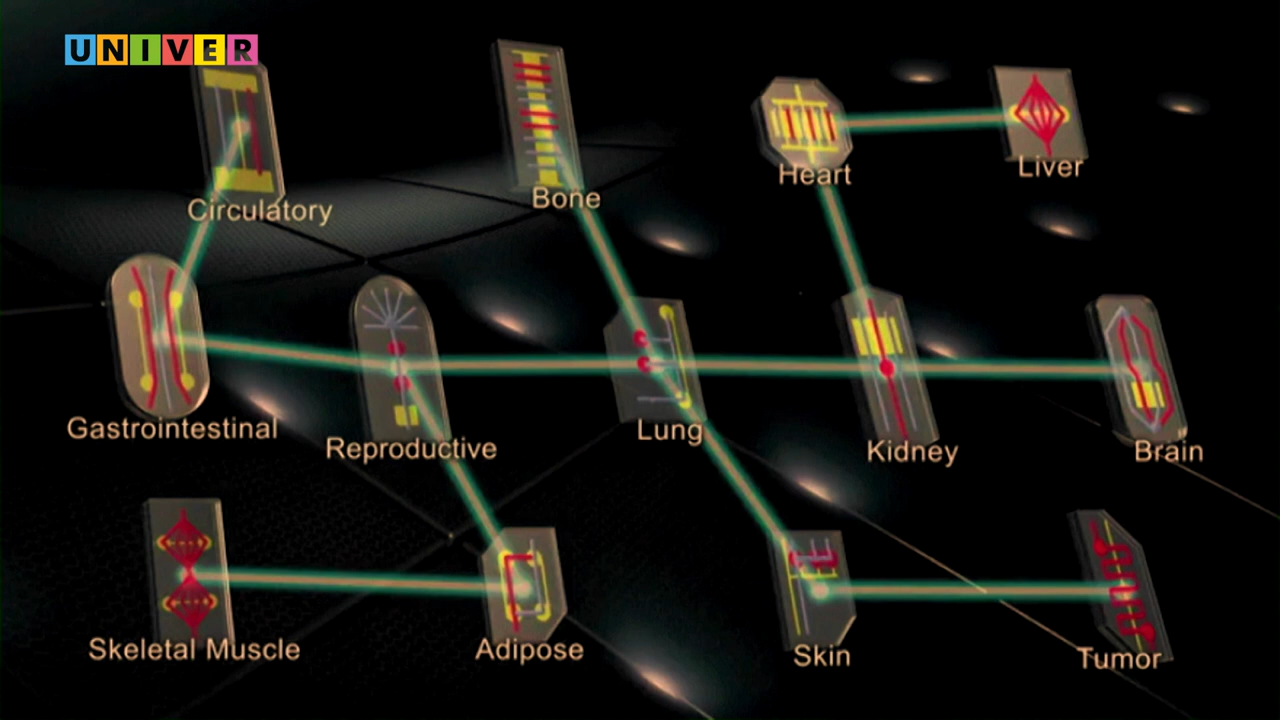 UNIVER
Circulatory
Bone
Heart
Liver
Gastrointestinal
Reproductive
Lung
Kidney
Brain
Skeletal Muscle
Adipose
Skin
Tumor